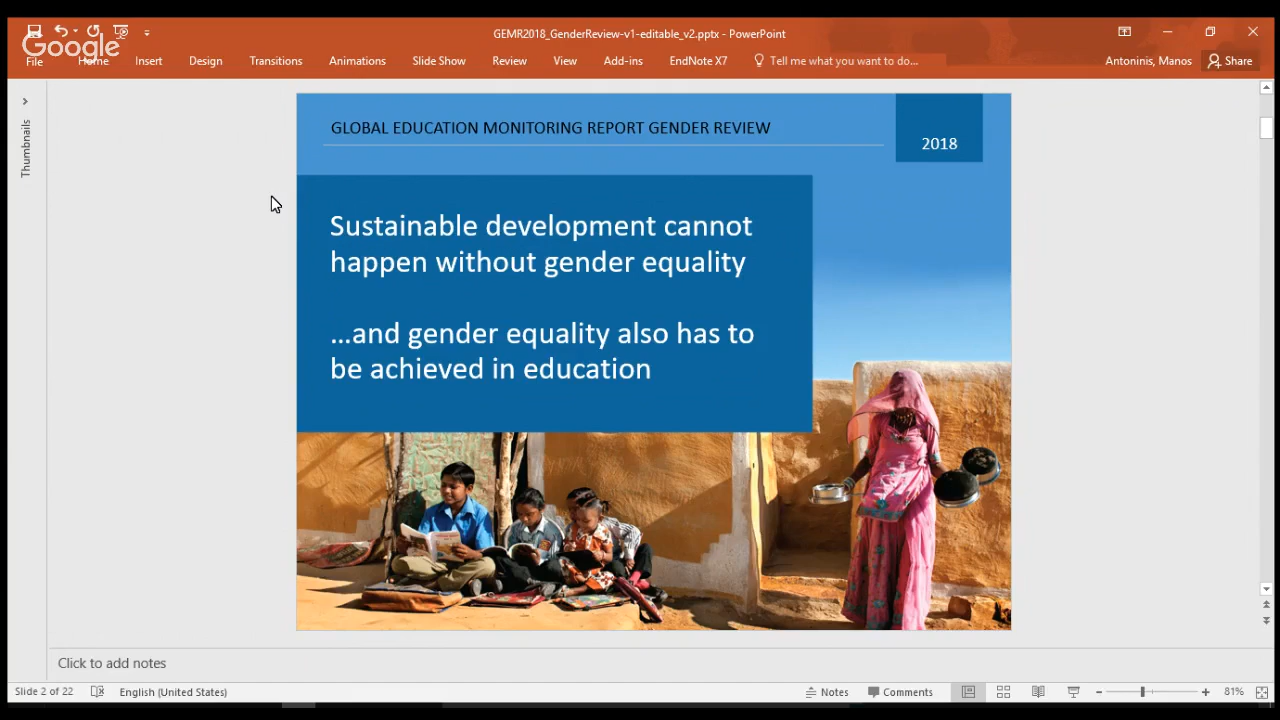 GEMR2018_GenderReview-v1-editable_v2.pptx - PowerPoint
Google
File Home Insert Design Transitions Animations Slide Show Review View Add-ins EndNote X7 Tell me what you want to do... Antoninis, Manos Share
Thumbnails
GLOBAL EDUCATION MONITORING REPORT GENDER REVIEW
2018
Sustainable development cannot
happen without gender equality
...and gender equality also has to
be achieved in education
Click to add notes
Slide 2 of 22 English (United States) Notes Comments 81%